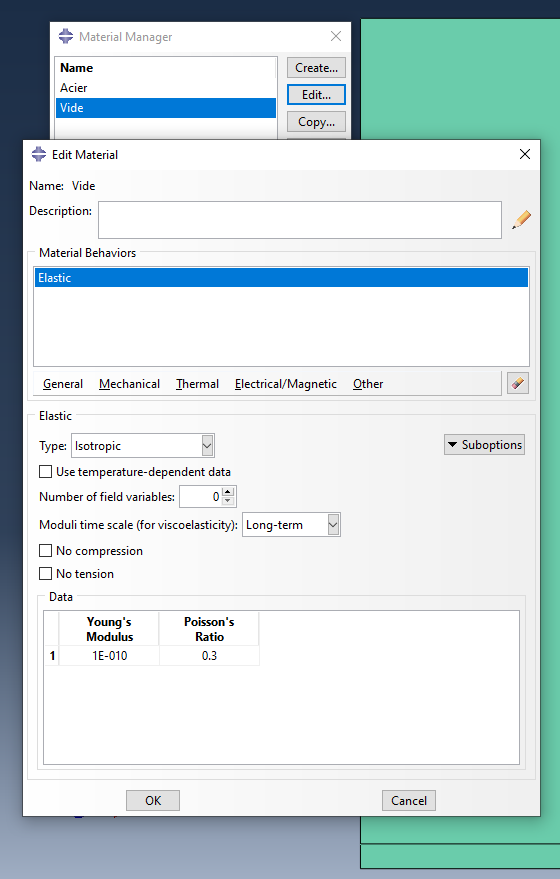 Material Manager
Name
Acier
Vide
Create...
Edit...
Copy...
Edit Material
Name: Vide
Description:
Material Behaviors
Elastic
General Mechanical Thermal Electrical/Magnetic Other
Elastic
Type: Isotropic
Suboptions
Use temperature-dependent data
Number of field variables: 0
Moduli time scale (for viscoelasticity): Long-term
No compression
No tension
Data
Young's Modulus
Poisson's Ratio
1 1E-010 0.3
OK Cancel